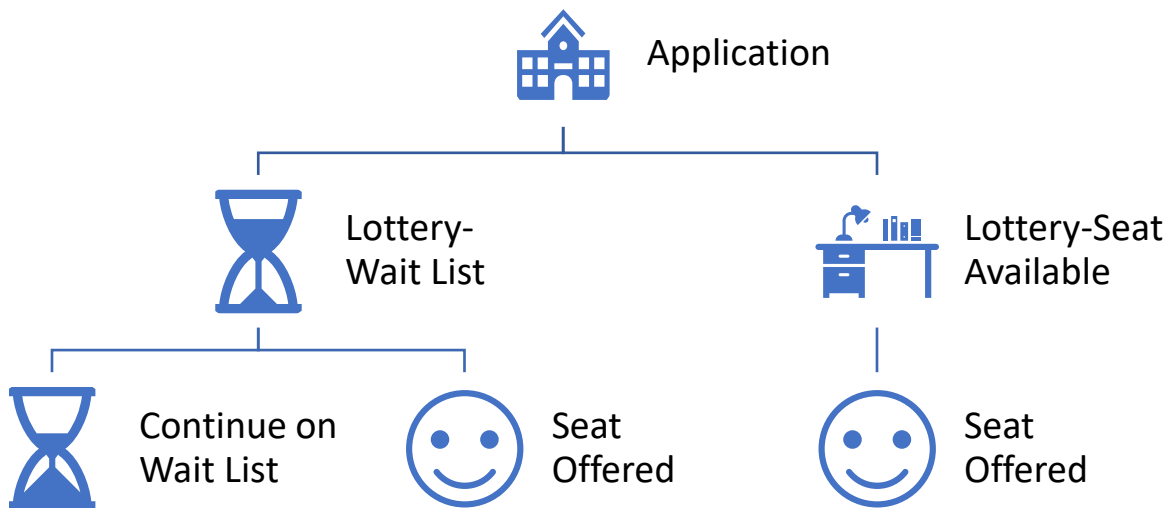 Application
Lottery-
Wait List
Lottery-Seat
Available
Continue on
Wait List
Seat
Offered
Seat
Offered